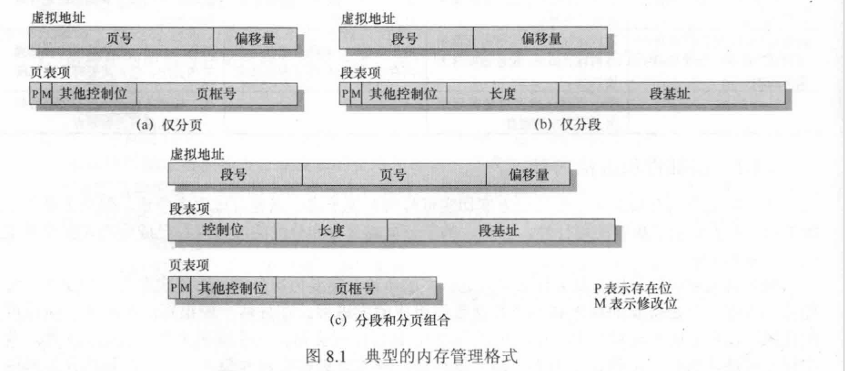 虚拟地址
页号 偏移量
页表项
P M 其他控制位 页框号
(a) 仅分页
虚拟地址
段号 偏移量
段表项
P M 其他控制位 长度 段基址
(b) 仅分段
虚拟地址
段号 页号 偏移量
段表项
控制位 长度 段基址
页表项
P M 其他控制位 页框号
P 表示存在位
M 表示修改位
(c) 分段和分页组合
图 8.1 典型的内存管理格式